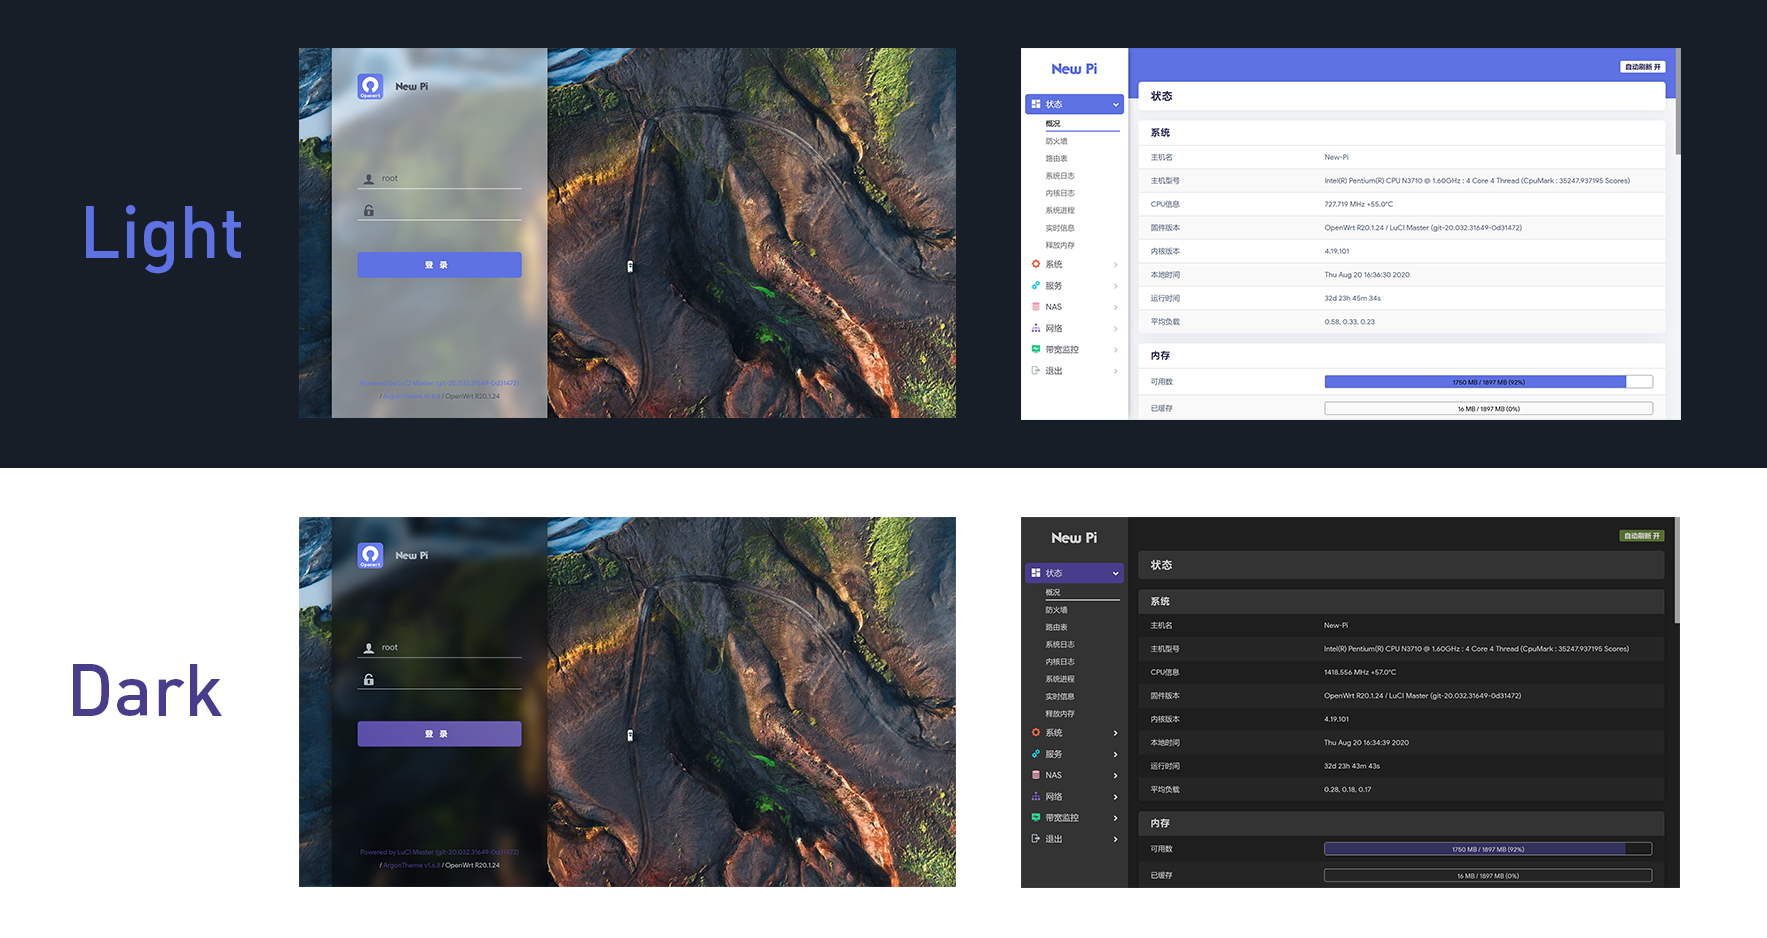 Light
Openwrt
New Pi
root
登 录
Powered by LuCI Master (git-20.032.31649-0d31472)
/ ArgonTheme v1.6.8 / OpenWrt R20.1.24
New Pi
自动刷新 开
状态
概况
防火墙
路由表
系统日志
内核日志
系统进程
实时信息
释放内存
系统
服务
NAS
网络
带宽监控
退出
状态
系统
主机名 New-Pi
主机型号 Intel(R) Pentium(R) CPU N3710 @ 1.60GHz : 4 Core 4 Thread (CpuMark : 35247.937195 Scores)
CPU信息 727.719 MHz +55.0°C
固件版本 OpenWrt R20.1.24 / LuCI Master (git-20.032.31649-0d31472)
内核版本 4.19.101
本地时间 Thu Aug 20 16:36:30 2020
运行时间 32d 23h 45m 34s
平均负载 0.58, 0.33, 0.23
内存
可用数 1750 MB / 1897 MB (92%)
已缓存 16 MB / 1897 MB (0%)
Dark
Openwrt
New Pi
root
登 录
Powered by LuCI Master (git-20.032.31649-0d31472)
/ ArgonTheme v1.6.8 / OpenWrt R20.1.24
New Pi
自动刷新 开
状态
概况
防火墙
路由表
系统日志
内核日志
系统进程
实时信息
释放内存
系统
服务
NAS
网络
带宽监控
退出
状态
系统
主机名 New-Pi
主机型号 Intel(R) Pentium(R) CPU N3710 @ 1.60GHz : 4 Core 4 Thread (CpuMark : 35247.937195 Scores)
CPU信息 1418.556 MHz +57.0°C
固件版本 OpenWrt R20.1.24 / LuCI Master (git-20.032.31649-0d31472)
内核版本 4.19.101
本地时间 Thu Aug 20 16:34:39 2020
运行时间 32d 23h 43m 43s
平均负载 0.28, 0.18, 0.17
内存
可用数 1750 MB / 1897 MB (92%)
已缓存 16 MB / 1897 MB (0%)